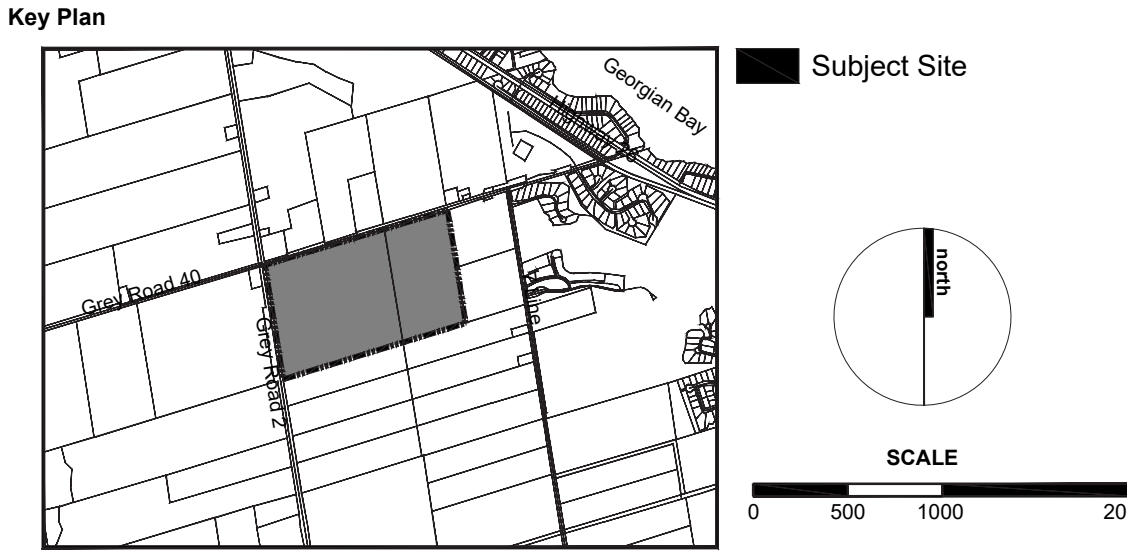 Key Plan
Subject Site
Georgian Bay
Grey Road 40
Grey Road 2
north
SCALE
0 500 1000 20